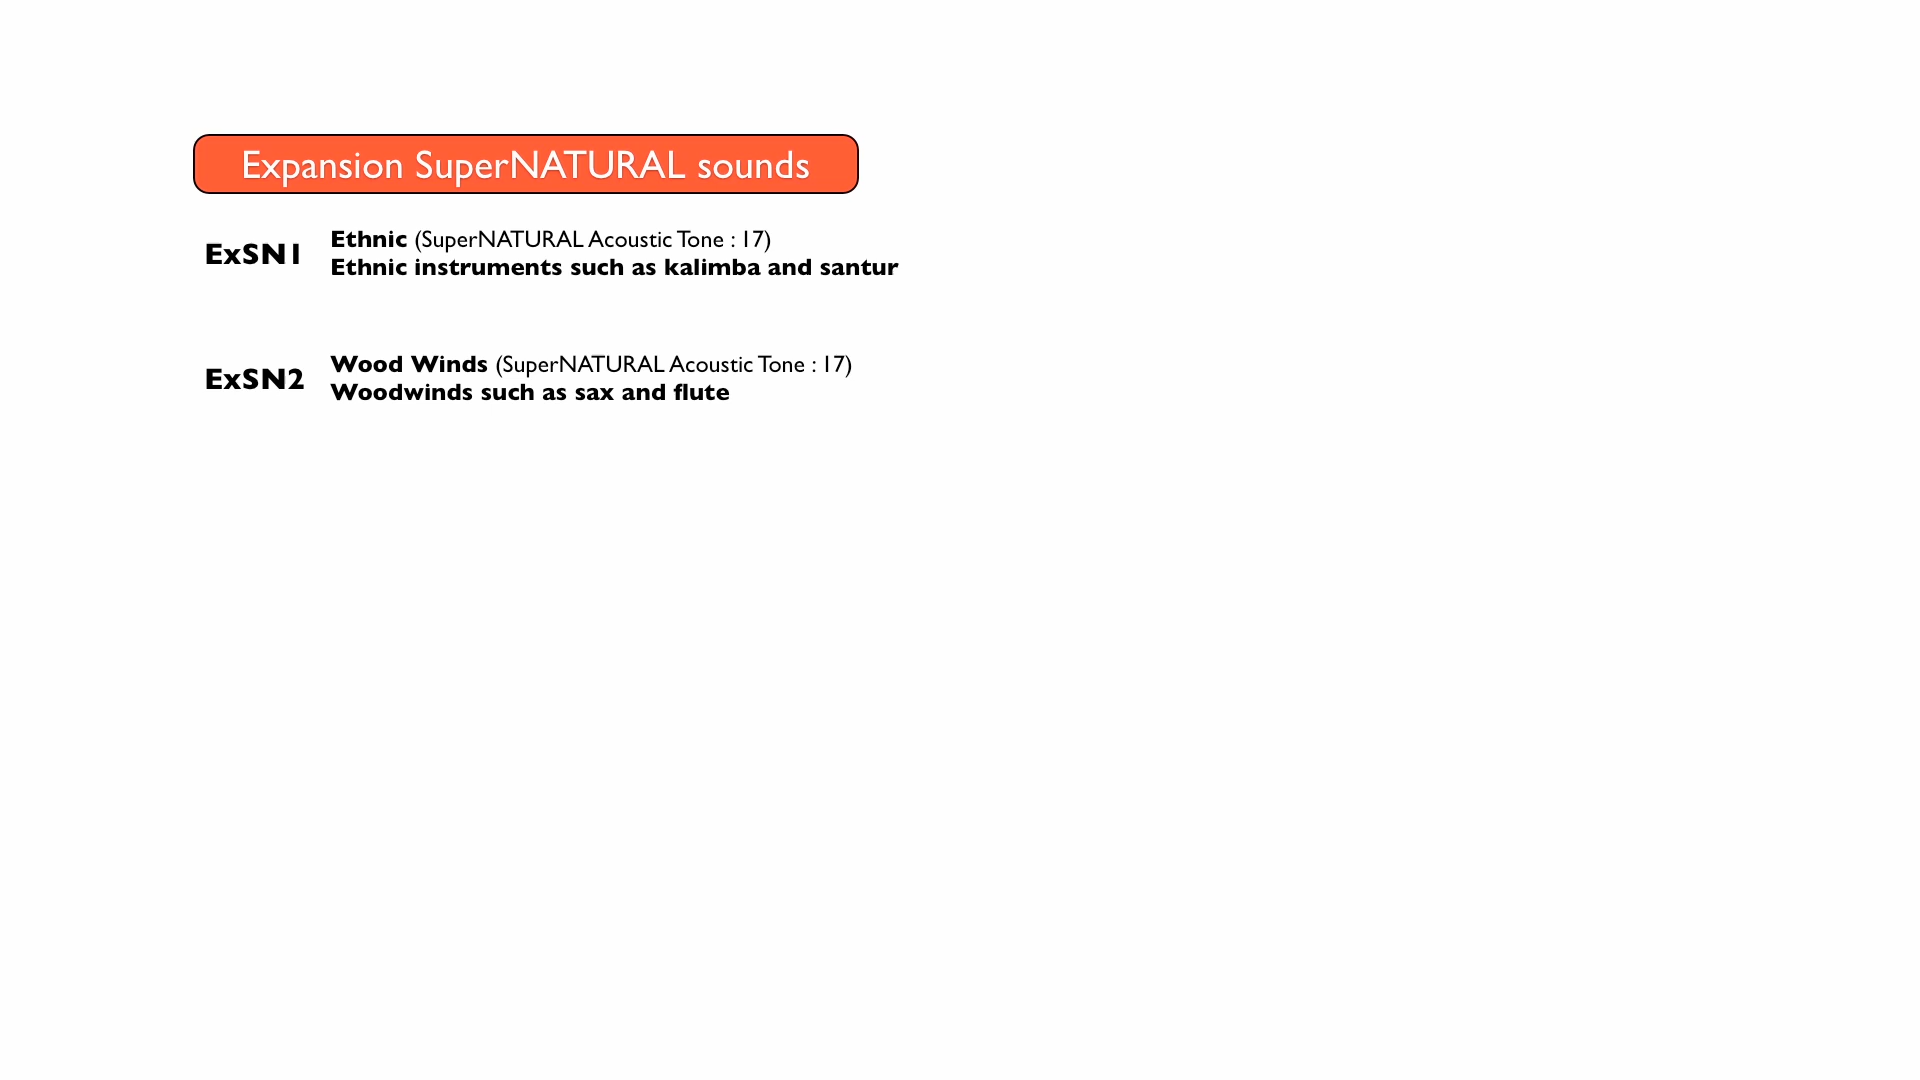 Expansion SuperNATURAL sounds
ExSN1
Ethnic (SuperNATURAL Acoustic Tone : 17)
Ethnic instruments such as kalimba and santur
ExSN2
Wood Winds (SuperNATURAL Acoustic Tone : 17)
Woodwinds such as sax and flute